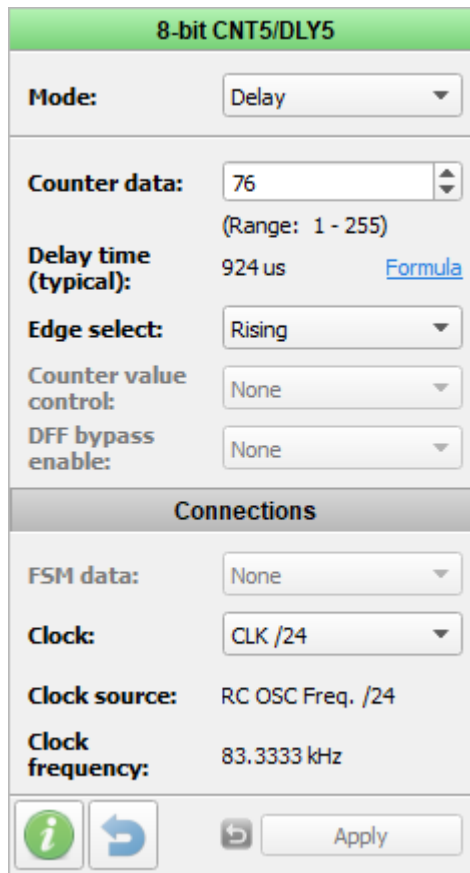 8-bit CNT5/DLY5
Mode: Delay
Counter data: 76
(Range: 1 - 255)
Delay time
(typical): 924 us Formula
Edge select: Rising
Counter value
control: None
DFF bypass
enable: None
Connections
FSM data: None
Clock: CLK /24
Clock source: RC OSC Freq. /24
Clock
frequency: 83.3333 kHz
Apply